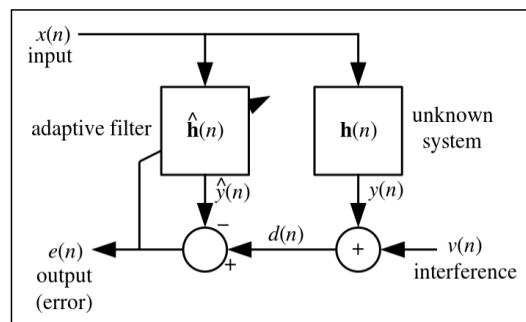 x(n)
input
adaptive filter
ĥ(n)
h(n)
unknown
system
ŷ(n)
y(n)
−
+
d(n)
+
v(n)
interference
e(n)
output
(error)